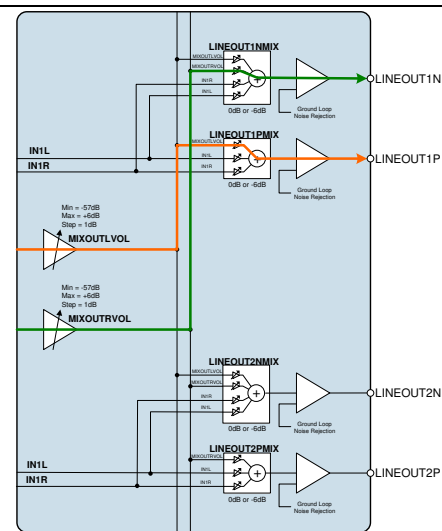 LINEOUT1NMIX
MIXOUTLVOL
MIXOUTRVOL
IN1R
IN1L
0dB or -6dB
Ground Loop
Noise Rejection
LINEOUT1N
LINEOUT1PMIX
MIXOUTLVOL
IN1L
IN1R
0dB or -6dB
Ground Loop
Noise Rejection
LINEOUT1P
IN1L
IN1R
Min = -57dB
Max = +6dB
Step = 1dB
MIXOUTLVOL
Min = -57dB
Max = +6dB
Step = 1dB
MIXOUTRVOL
LINEOUT2NMIX
MIXOUTLVOL
MIXOUTRVOL
IN1R
IN1L
0dB or -6dB
Ground Loop
Noise Rejection
LINEOUT2N
LINEOUT2PMIX
MIXOUTRVOL
IN1L
IN1R
0dB or -6dB
Ground Loop
Noise Rejection
LINEOUT2P
IN1L
IN1R